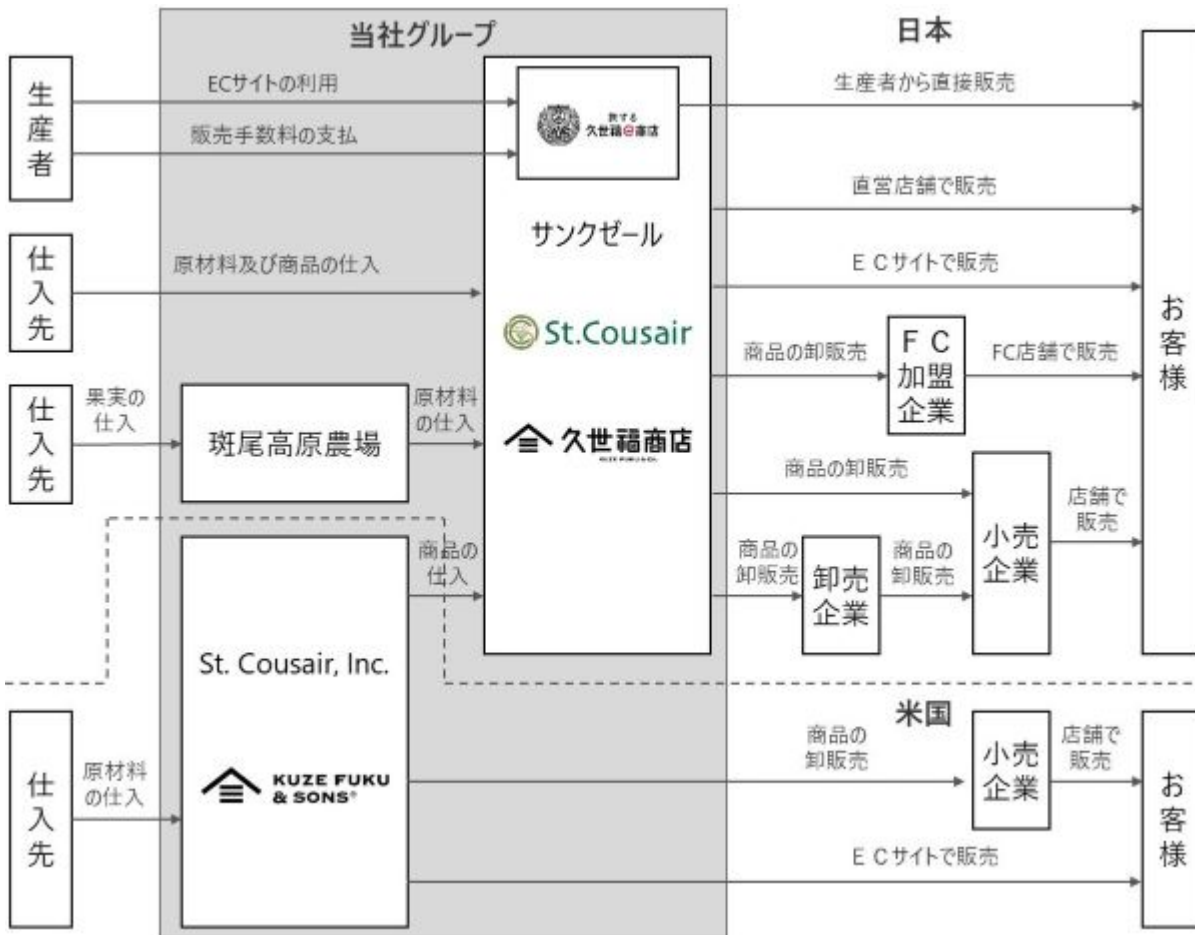 当社グループ
日本
生産者
ECサイトの利用
販売手数料の支払
旅する
久世福e商店
生産者から直接販売
直営店舗で販売
サンクゼール
仕入先
原材料及び商品の仕入
ECサイトで販売
お客様
St.Cousair
商品の卸販売
FC
加盟
企業
FC店舗で販売
仕入先
果実の
仕入
斑尾高原農場
原材料
の仕入
久世福商店
KUZE FUKU & CO.
商品の卸販売
小売
企業
店舗で
販売
商品の
仕入
商品の
卸販売
卸売
企業
商品の
卸販売
St. Cousair, Inc.
KUZE FUKU
& SONS®
米国
仕入先
原材料
の仕入
商品の
卸販売
小売
企業
店舗で
販売
お客様
ECサイトで販売